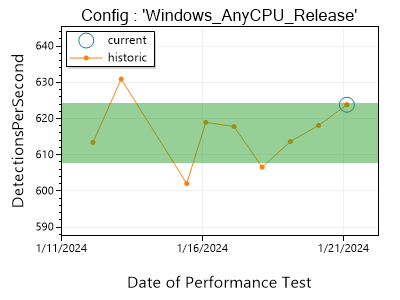 Config : 'Windows_AnyCPU_Release'
current
historic
DetectionsPerSecond
640
630
620
610
600
590
1/11/2024
1/16/2024
1/21/2024
Date of Performance Test